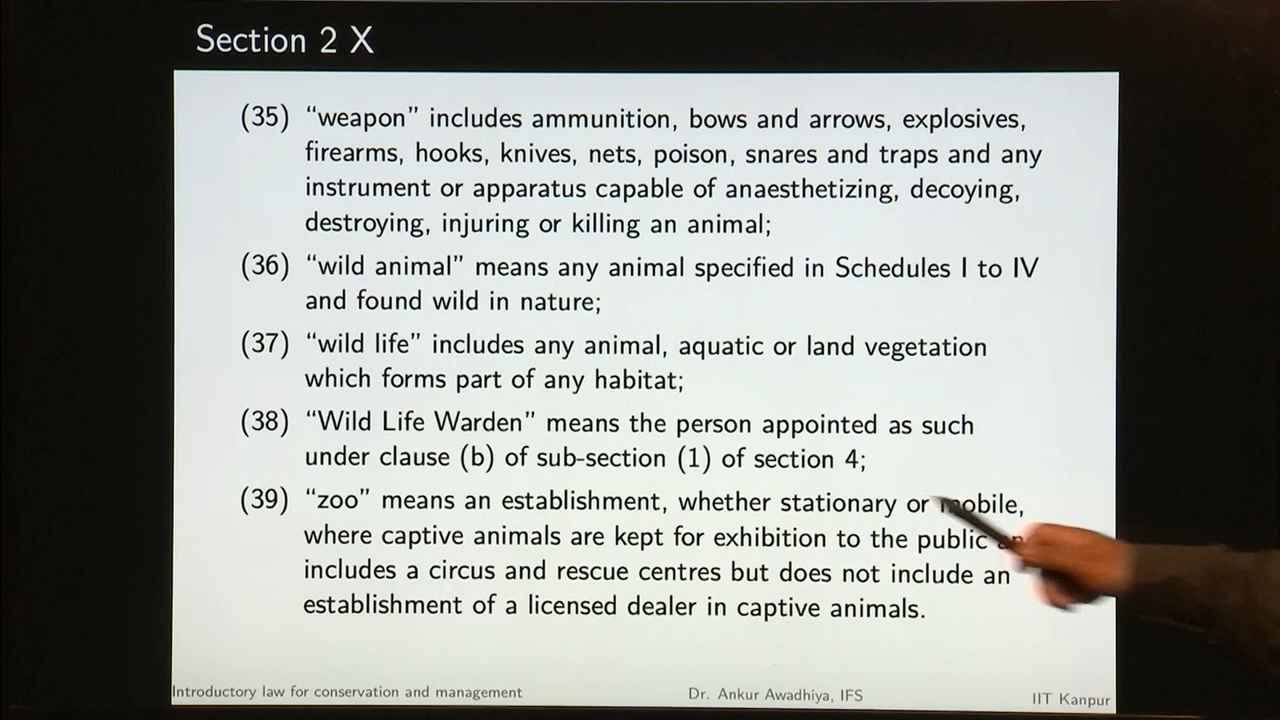 Section 2 X
(35) “weapon” includes ammunition, bows and arrows, explosives,
firearms, hooks, knives, nets, poison, snares and traps and any
instrument or apparatus capable of anaesthetizing, decoying,
destroying, injuring or killing an animal;
(36) “wild animal” means any animal specified in Schedules I to IV
and found wild in nature;
(37) “wild life” includes any animal, aquatic or land vegetation
which forms part of any habitat;
(38) “Wild Life Warden” means the person appointed as such
under clause (b) of sub-section (1) of section 4;
(39) “zoo” means an establishment, whether stationary or mobile,
where captive animals are kept for exhibition to the public
includes a circus and rescue centres but does not include an
establishment of a licensed dealer in captive animals.
Introductory law for conservation and management Dr. Ankur Awadhiya, IFS IIT Kanpur